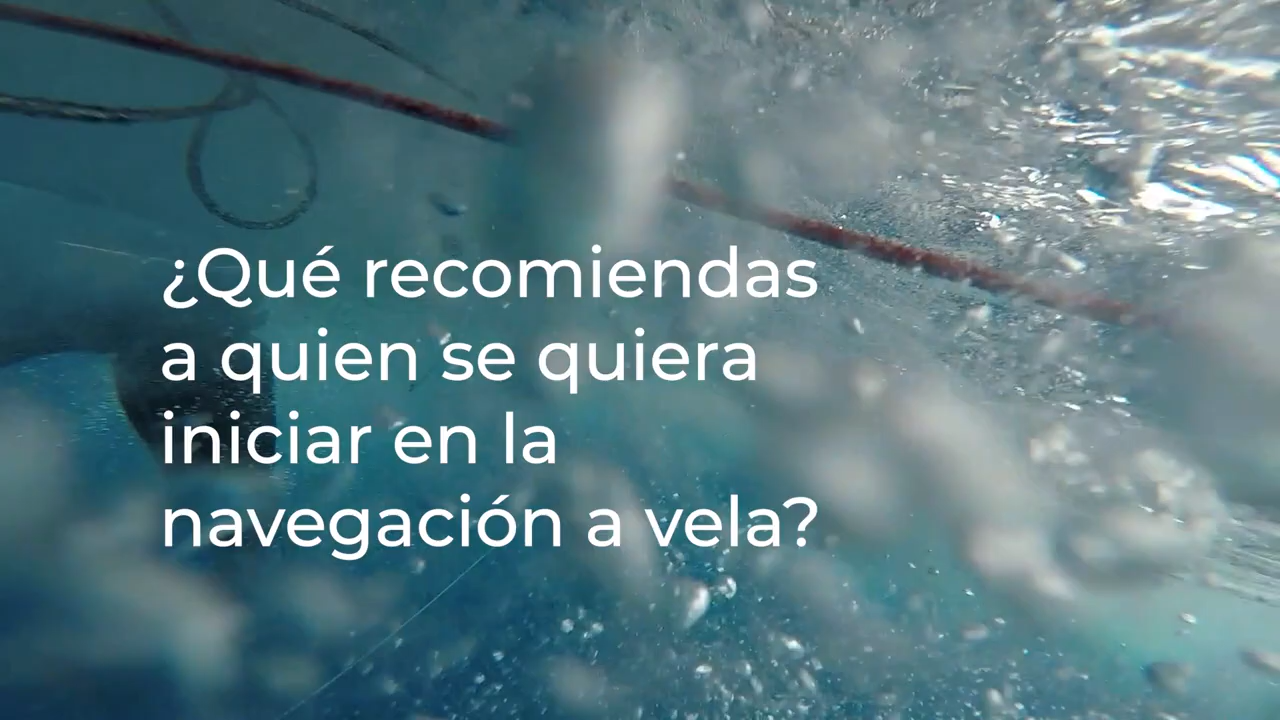 ¿Qué recomiendas
a quien se quiera
iniciar en la
navegación a vela?